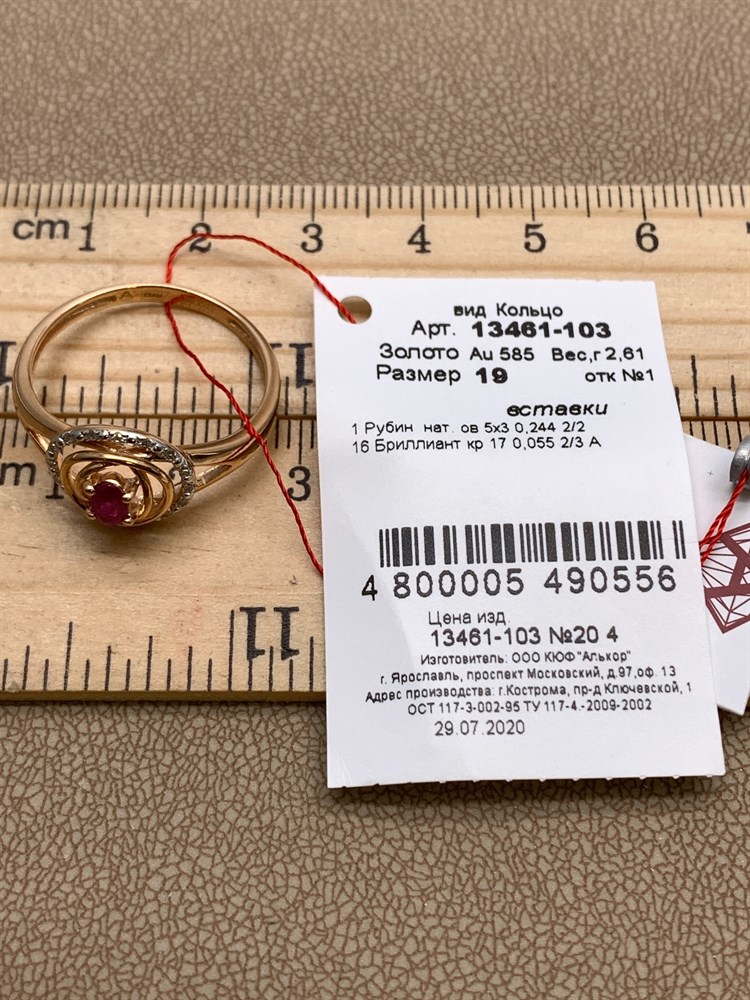 cm 1 2 3 4 5 6
вид Кольцо
Арт. 13461-103
Золото Au 585 Вес,г 2,61
Размер 19 отк №1
вставки
1 Рубин нат. ов 5x3 0,244 2/2
16 Бриллиант кр 17 0,055 2/3 А
m 3
4 800005 490556
11
Цена изд.
13461-103 №20 4
Изготовитель: ООО КЮФ "Алькор"
г. Ярославль, проспект Московский, д.97,оф. 13
Адрес производства: г.Кострома, пр-д Ключевской, 1
ОСТ 117-3-002-95 ТУ 117-4.-2009-2002
29.07.2020